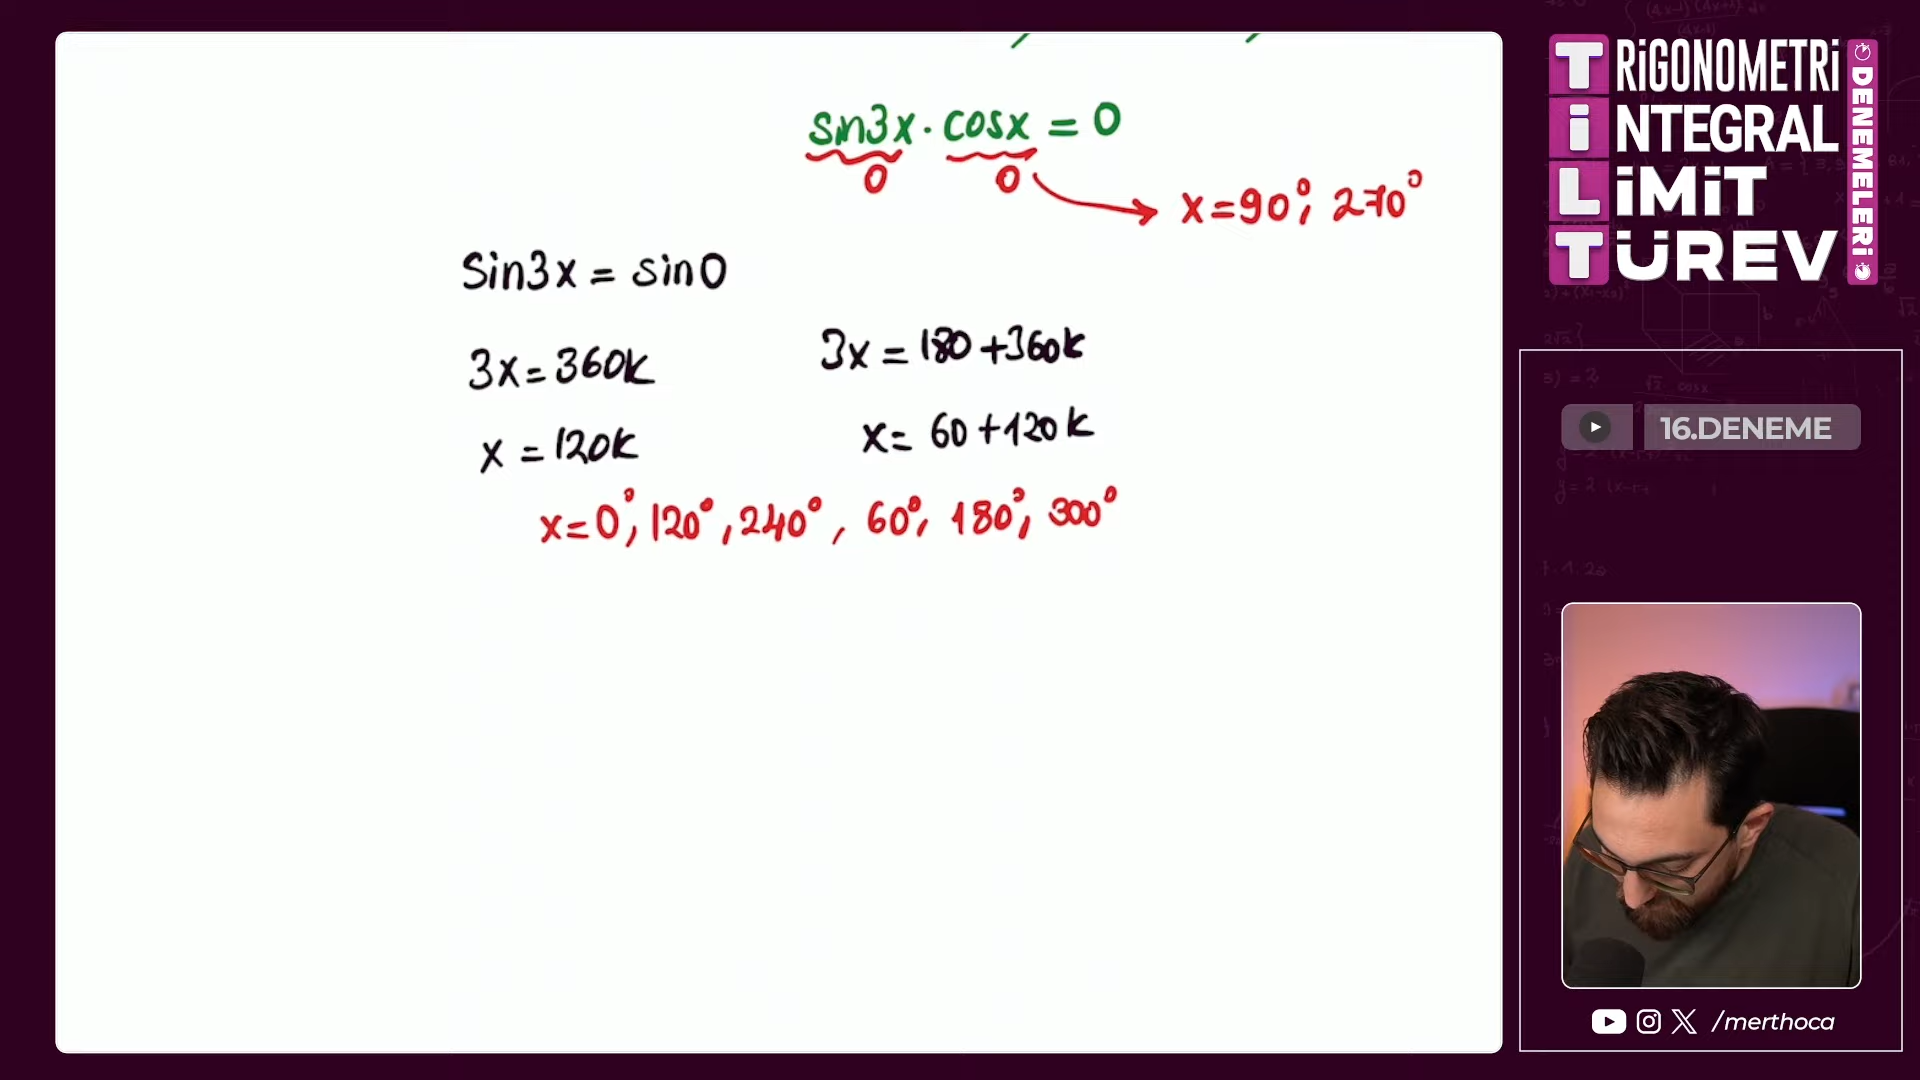 sin3x · cosx = 0
0 0
x=90°, 270°
Sin3x = sin0
3x=360k
3x = 180+360k
x = 120k
x= 60+120k
x=0°, 120°, 240°, 60°, 180°, 300°
TRiGONOMETRi
iNTEGRAL
LiMiT
TÜREV
DENEMELERi
16.DENEME
/merthoca